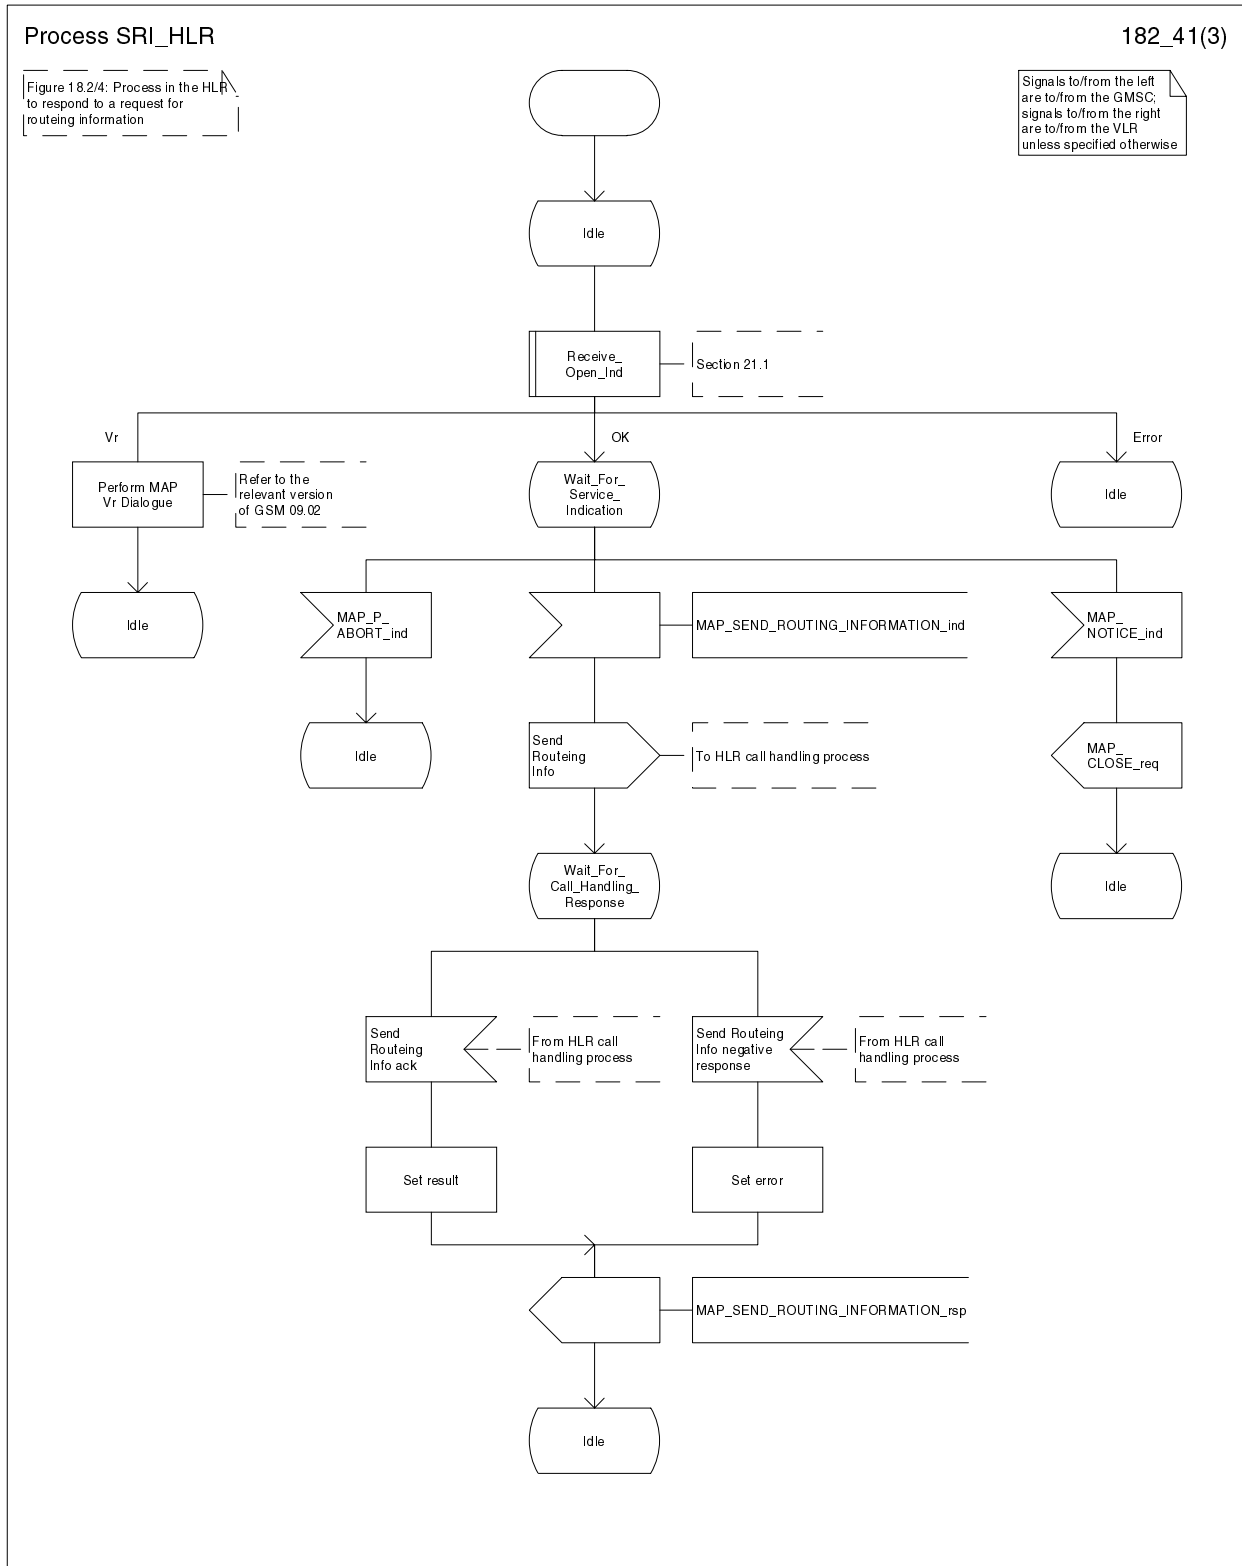 Process SRI_HLR
182_41(3)
Figure 18.2/4: Process in the HLR
to respond to a request for
routeing information
Signals to/from the left
are to/from the GMSC;
signals to/from the right
are to/from the VLR
unless specified otherwise
Idle
Receive_
Open_Ind
Section 21.1
Vr
OK
Error
Perform MAP
Vr Dialogue
Refer to the
relevant version
of GSM 09.02
Wait_For_
Service_
Indication
Idle
Idle
MAP_P_
ABORT_ind
MAP_SEND_ROUTING_INFORMATION_ind
MAP_
NOTICE_ind
Idle
Send
Routeing
Info
To HLR call handling process
MAP_
CLOSE_req
Wait_For_
Call_Handling_
Response
Idle
Send
Routeing
Info ack
From HLR call
handling process
Send Routeing
Info negative
response
From HLR call
handling process
Set result
Set error
MAP_SEND_ROUTING_INFORMATION_rsp
Idle